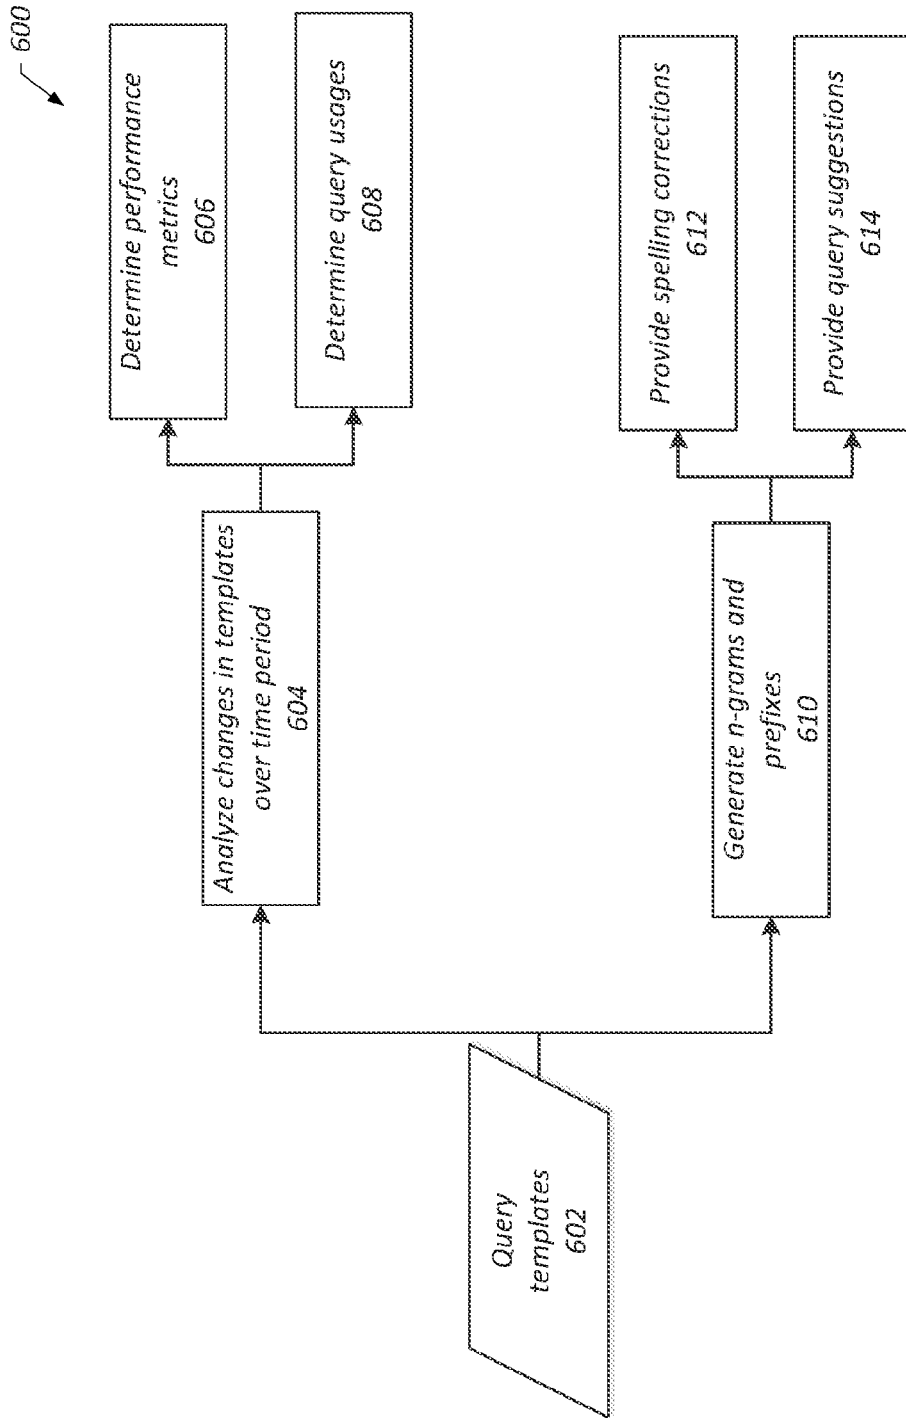 600
Query
templates
602
Analyze changes in templates
over time period
604
Determine performance
metrics
606
Determine query usages
608
Generate n-grams and
prefixes
610
Provide spelling corrections
612
Provide query suggestions
614